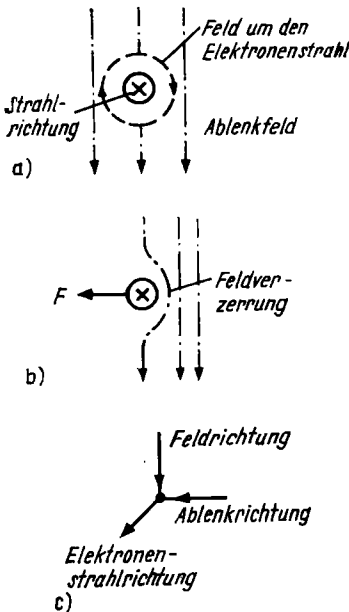 Feld um den
Elektronenstrahl
Strahl-
richtung
Ablenkfeld
a)
F
Feldver-
zerrung
b)
Feldrichtung
Ablenkrichtung
Elektronen-
strahlrichtung
c)